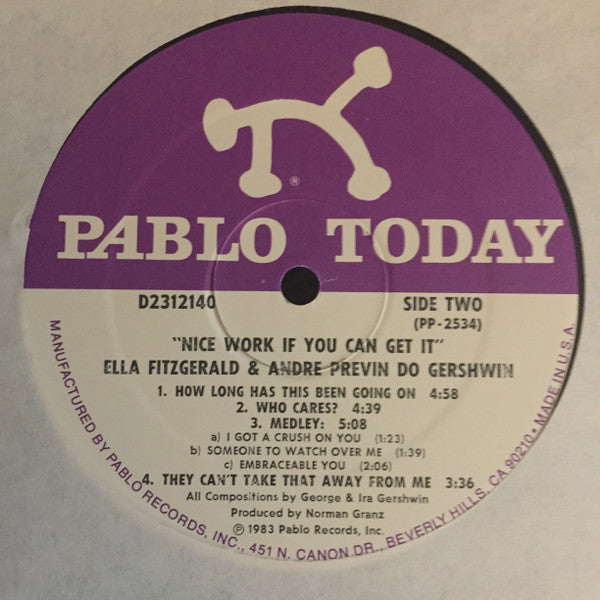 ®
PABLO TODAY
D2312140
SIDE TWO
(PP-2534)
"NICE WORK IF YOU CAN GET IT"
ELLA FITZGERALD & ANDRE PREVIN DO GERSHWIN
1. HOW LONG HAS THIS BEEN GOING ON 4:58
2. WHO CARES? 4:39
3. MEDLEY: 5:08
a) I GOT A CRUSH ON YOU (1:23)
b) SOMEONE TO WATCH OVER ME (1:39)
c) EMBRACEABLE YOU (2:06)
4. THEY CAN'T TAKE THAT AWAY FROM ME 3:36
All Compositions by George & Ira Gershwin
Produced by Norman Granz
℗ 1983 Pablo Records, Inc.
MANUFACTURED BY PABLO RECORDS, INC., 451 N. CANON DR., BEVERLY HILLS, CA 90210 • MADE IN U.S.A.